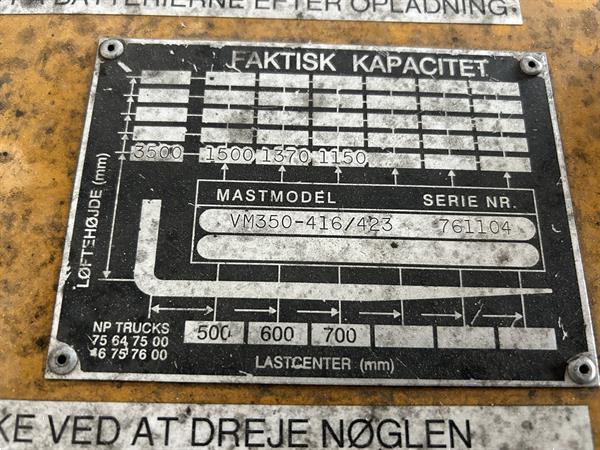 BATTERIERNE EFTER OPLADNING
FAKTISK KAPACITET
3500 1500 1370 1150
LØFTEHØJDE (mm)
MASTMODEL SERIE NR.
VM350-416/423 761104
NP TRUCKS
75 64 75 00
46 75 76 00
500 600 700
LASTCENTER (mm)
KE VED AT DREJE NØGLEN